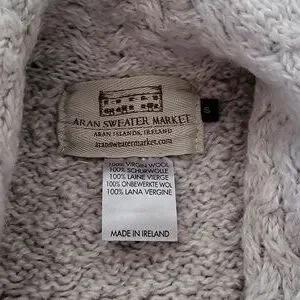 ARAN SWEATER MARKET
ARAN ISLANDS, IRELAND
aransweatermarket.com
S
100% VIRGIN WOOL
100% SCHURWOLLE
100% LAINE VIERGE
100% ONBEWERKTE WOL
100% LANA VERGINE
MADE IN IRELAND